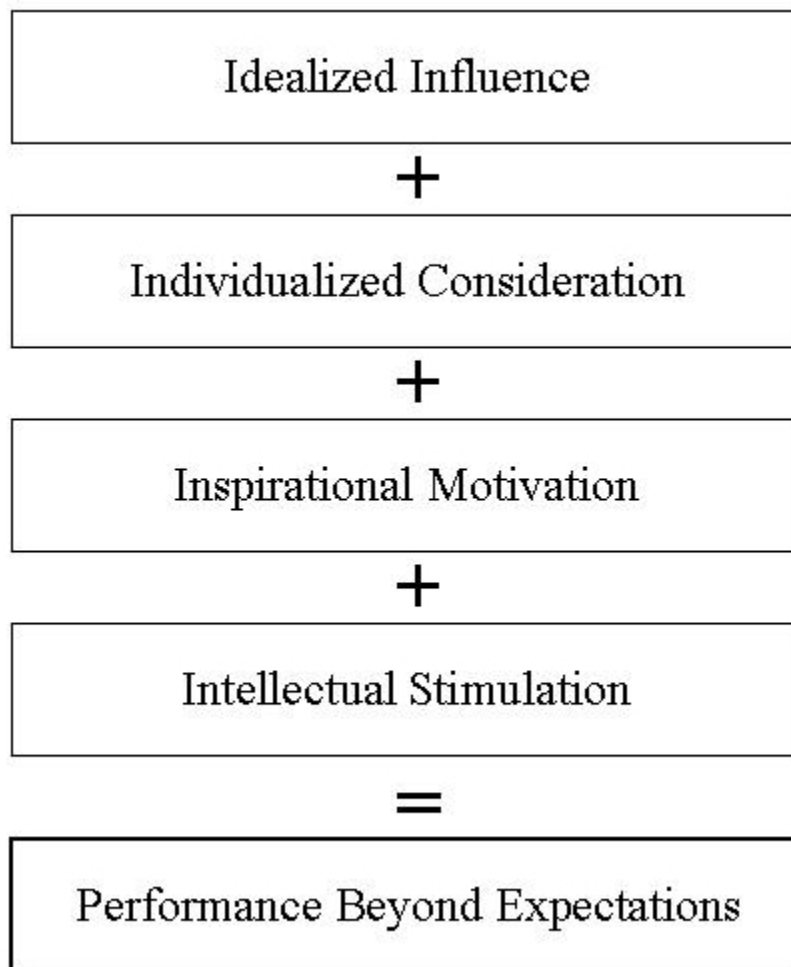 Idealized Influence
+
Individualized Consideration
+
Inspirational Motivation
+
Intellectual Stimulation
=
Performance Beyond Expectations